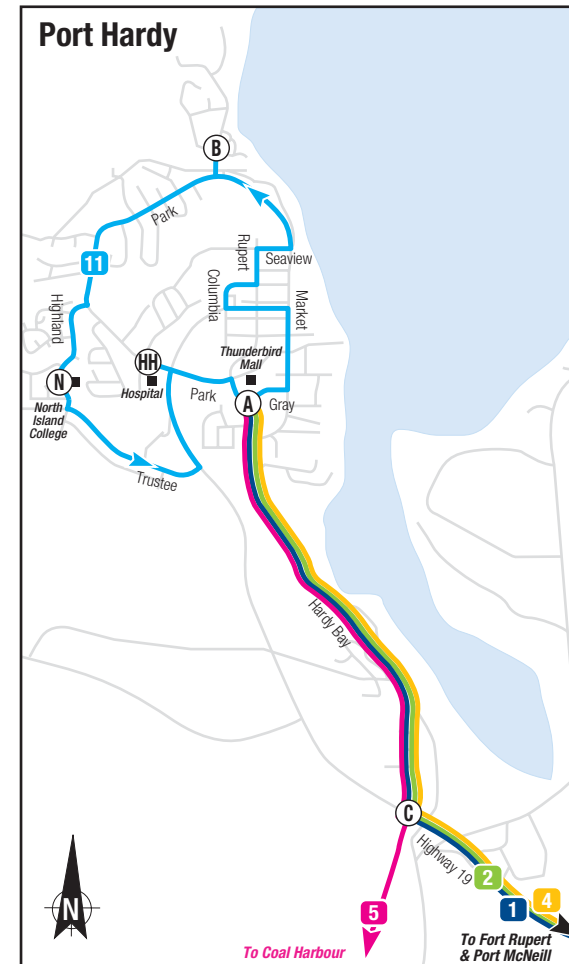 Port Hardy
B
Park
11
Rupert
Seaview
Columbia
Market
Highland
Thunderbird
Mall
HH
N
Hospital
Park
A
Gray
North
Island
College
Trustee
Hardy Bay
C
Highway 19
2
N
5
1
4
To Coal Harbour
To Fort Rupert
& Port McNeill